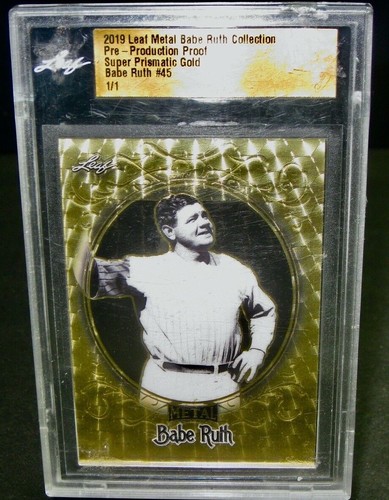 Leaf
2019 Leaf Metal Babe Ruth Collection
Pre - Production Proof
Super Prismatic Gold
Babe Ruth #45
1/1
Leaf
METAL
Babe Ruth